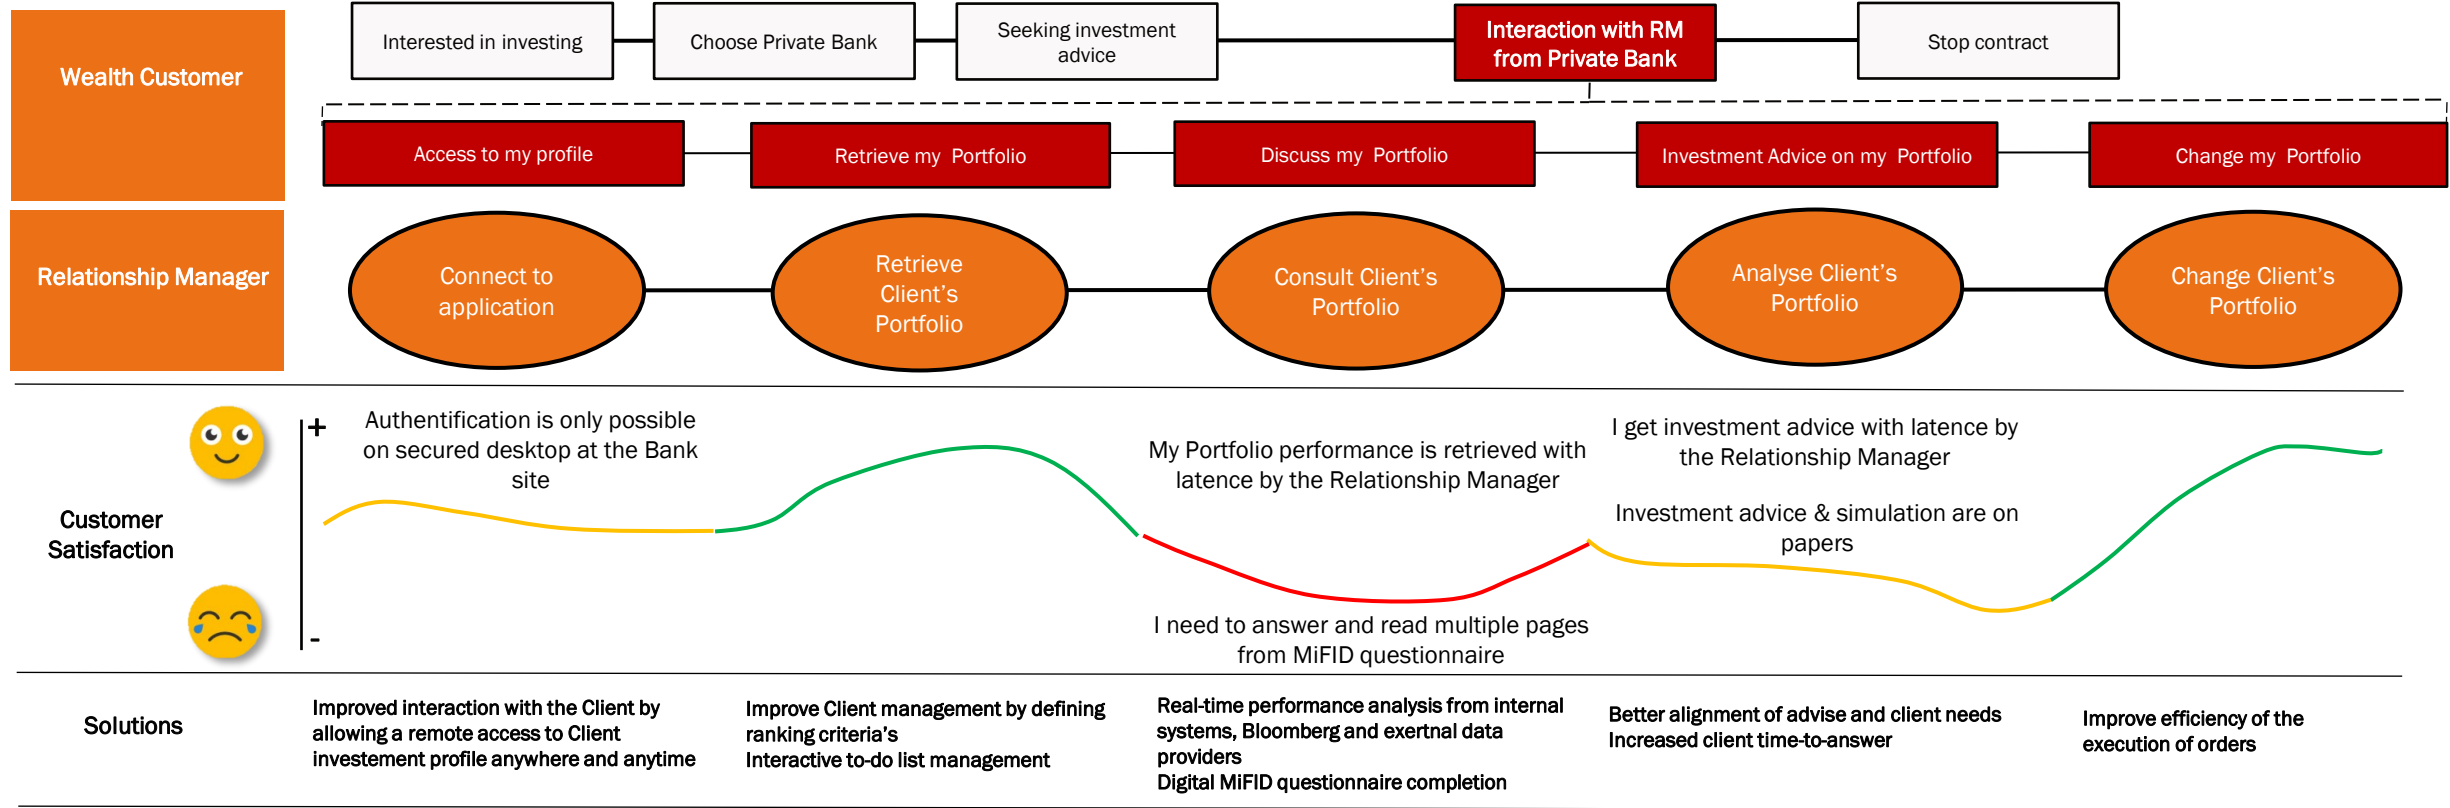 Wealth Customer
Interested in investing
Choose Private Bank
Seeking investment
advice
Interaction with RM
from Private Bank
Stop contract
Access to my profile
Retrieve my Portfolio
Discuss my Portfolio
Investment Advice on my Portfolio
Change my Portfolio
Relationship Manager
Connect to
application
Retrieve
Client's
Portfolio
Consult Client's
Portfolio
Analyse Client's
Portfolio
Change Client's
Portfolio
Customer
Satisfaction
+
-
Authentification is only possible
on secured desktop at the Bank
site
My Portfolio performance is retrieved with
latence by the Relationship Manager
I need to answer and read multiple pages
from MiFID questionnaire
I get investment advice with latence by
the Relationship Manager
Investment advice & simulation are on
papers
Solutions
Improved interaction with the Client by
allowing a remote access to Client
investement profile anywhere and anytime
Improve Client management by defining
ranking criteria's
Interactive to-do list management
Real-time performance analysis from internal
systems, Bloomberg and exertnal data
providers
Digital MiFID questionnaire completion
Better alignment of advise and client needs
Increased client time-to-answer
Improve efficiency of the
execution of orders